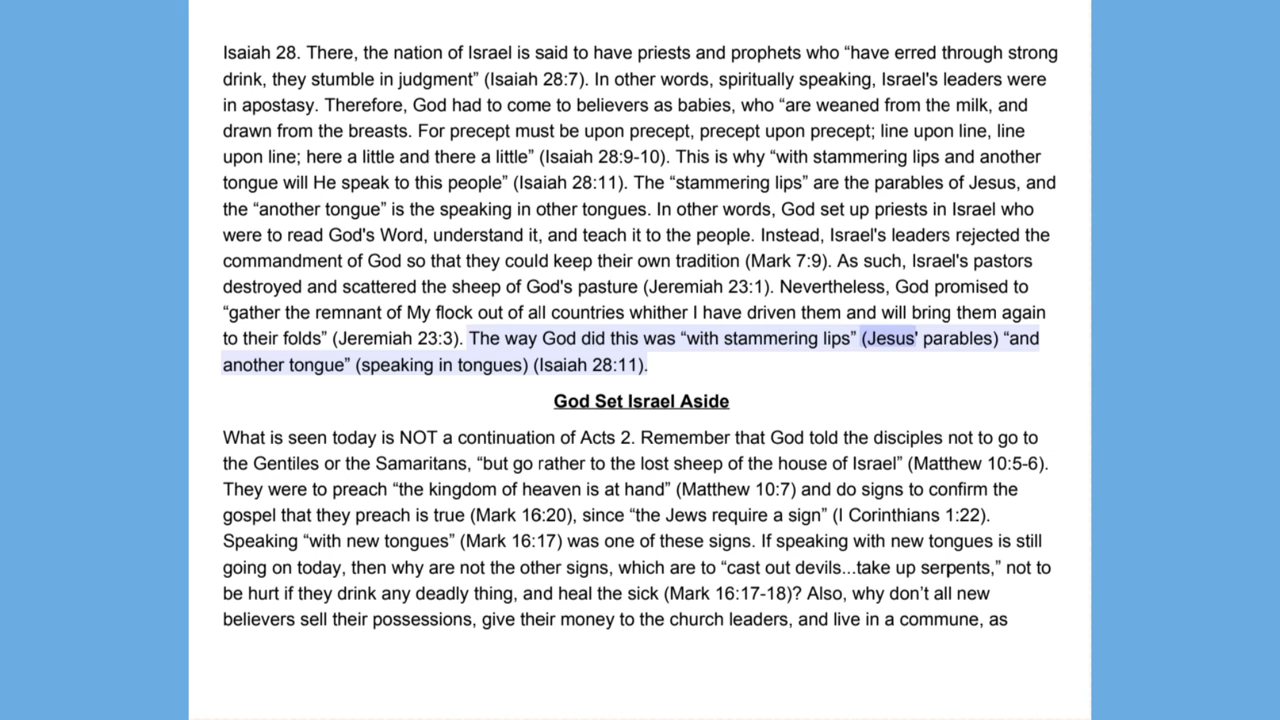 Isaiah 28. There, the nation of Israel is said to have priests and prophets who “have erred through strong
drink, they stumble in judgment” (Isaiah 28:7). In other words, spiritually speaking, Israel's leaders were
in apostasy. Therefore, God had to come to believers as babies, who “are weaned from the milk, and
drawn from the breasts. For precept must be upon precept, precept upon precept; line upon line, line
upon line; here a little and there a little” (Isaiah 28:9-10). This is why “with stammering lips and another
tongue will He speak to this people” (Isaiah 28:11). The “stammering lips” are the parables of Jesus, and
the “another tongue” is the speaking in other tongues. In other words, God set up priests in Israel who
were to read God's Word, understand it, and teach it to the people. Instead, Israel's leaders rejected the
commandment of God so that they could keep their own tradition (Mark 7:9). As such, Israel's pastors
destroyed and scattered the sheep of God's pasture (Jeremiah 23:1). Nevertheless, God promised to
“gather the remnant of My flock out of all countries whither I have driven them and will bring them again
to their folds” (Jeremiah 23:3). The way God did this was “with stammering lips” (Jesus' parables) “and
another tongue” (speaking in tongues) (Isaiah 28:11).
God Set Israel Aside
What is seen today is NOT a continuation of Acts 2. Remember that God told the disciples not to go to
the Gentiles or the Samaritans, “but go rather to the lost sheep of the house of Israel” (Matthew 10:5-6).
They were to preach “the kingdom of heaven is at hand” (Matthew 10:7) and do signs to confirm the
gospel that they preach is true (Mark 16:20), since “the Jews require a sign” (I Corinthians 1:22).
Speaking “with new tongues” (Mark 16:17) was one of these signs. If speaking with new tongues is still
going on today, then why are not the other signs, which are to “cast out devils...take up serpents,” not to
be hurt if they drink any deadly thing, and heal the sick (Mark 16:17-18)? Also, why don’t all new
believers sell their possessions, give their money to the church leaders, and live in a commune, as